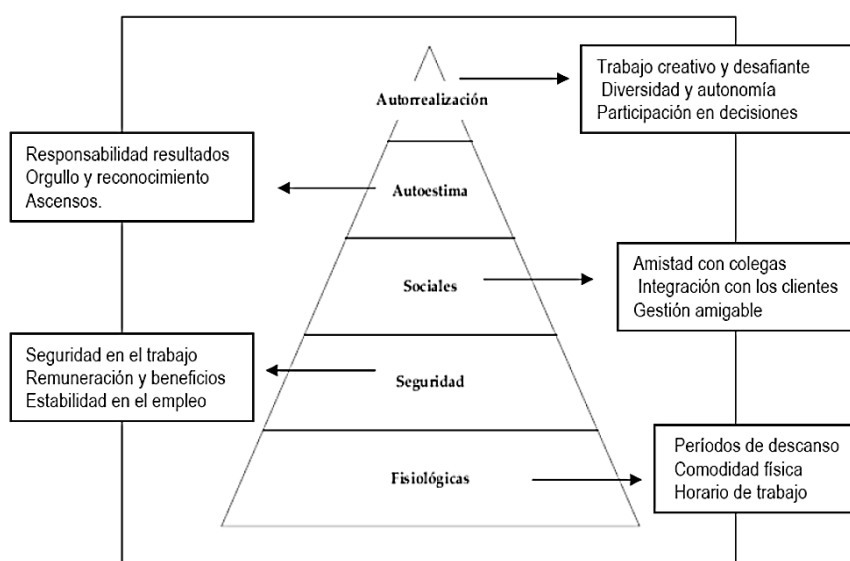 Trabajo creativo y desafiante
Diversidad y autonomía
Participación en decisiones
Autorrealización
Responsabilidad resultados
Orgullo y reconocimiento
Ascensos.
Autoestima
Amistad con colegas
Integración con los clientes
Gestión amigable
Sociales
Seguridad en el trabajo
Remuneración y beneficios
Estabilidad en el empleo
Seguridad
Períodos de descanso
Comodidad física
Horario de trabajo
Fisiológicas